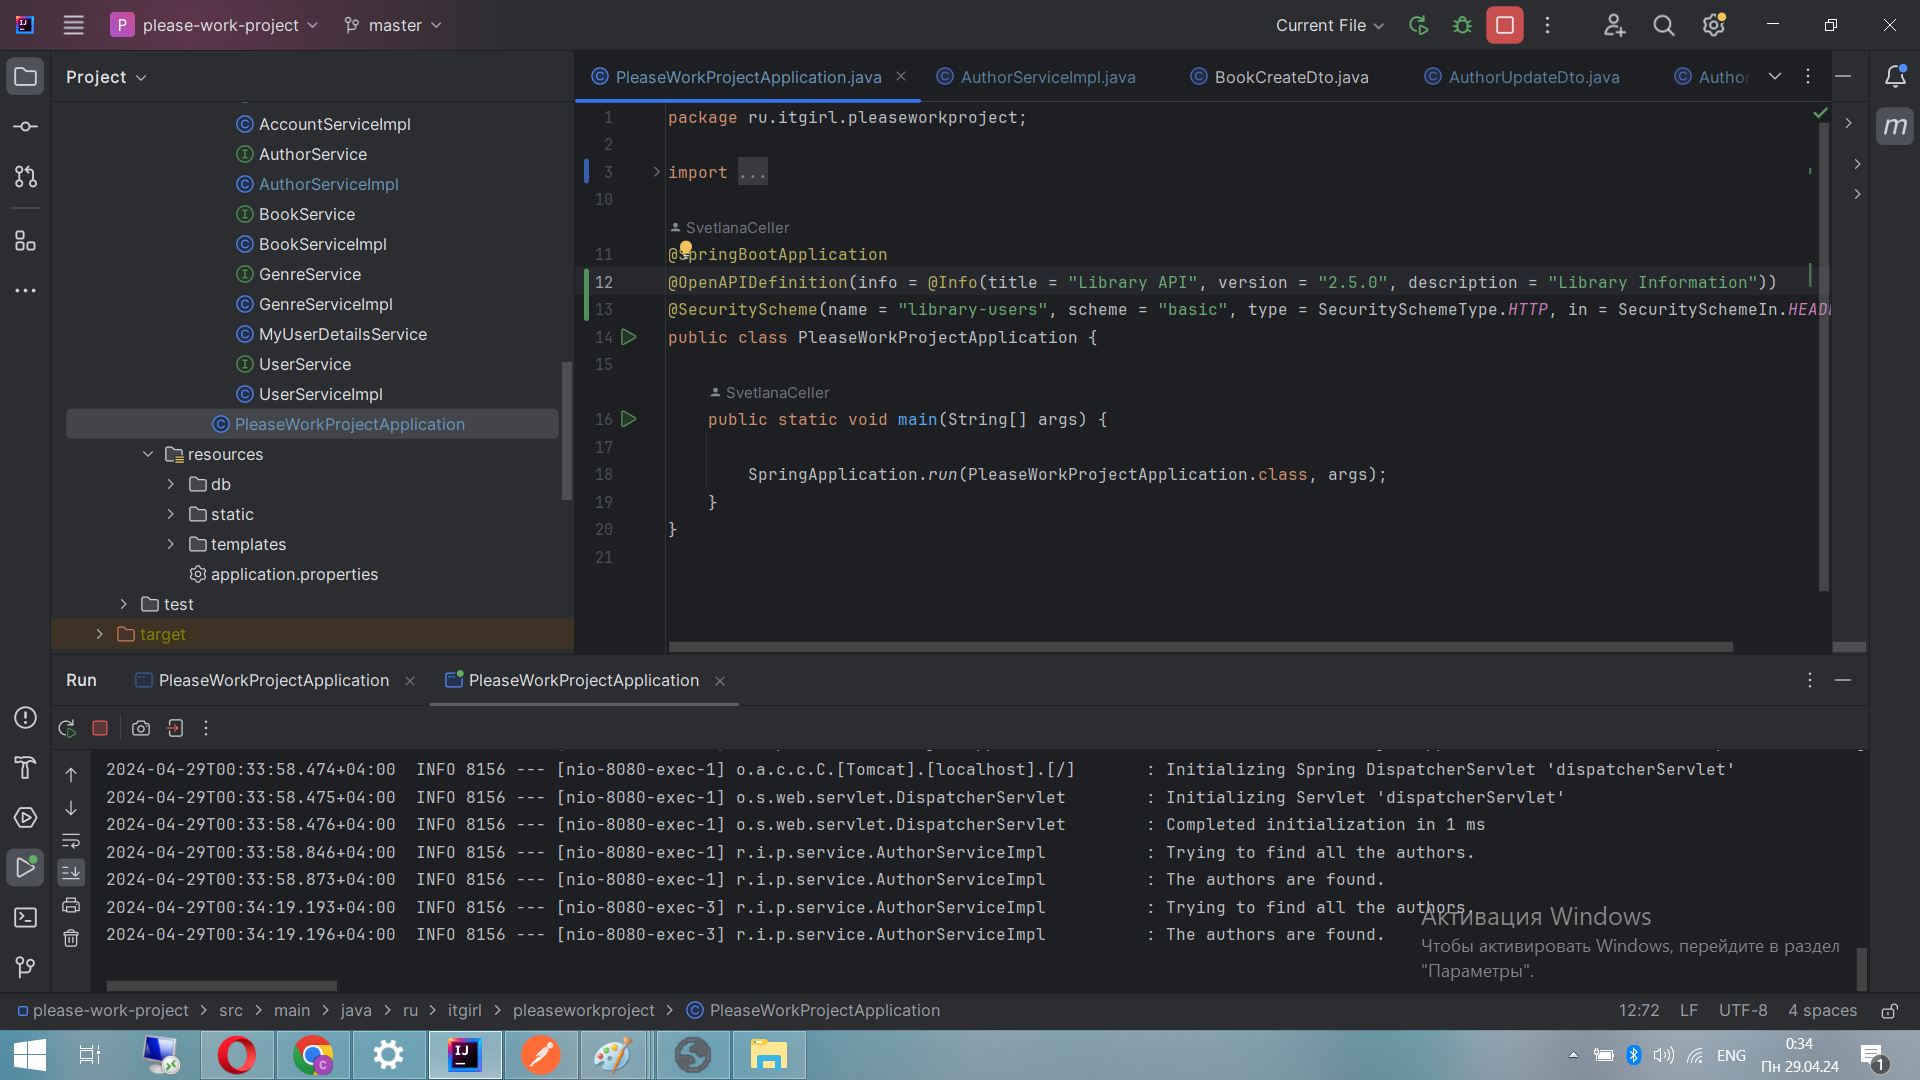 P please-work-project master Current File
Project
PleaseWorkProjectApplication.java AuthorServiceImpl.java BookCreateDto.java AuthorUpdateDto.java Autho
AccountServiceImpl
AuthorService
AuthorServiceImpl
BookService
BookServiceImpl
GenreService
GenreServiceImpl
MyUserDetailsService
UserService
UserServiceImpl
PleaseWorkProjectApplication
resources
db
static
templates
application.properties
test
target
1 package ru.itgirl.pleaseworkproject;
2
3 import ...
10
SvetlanaCeller
11 @SpringBootApplication
12 @OpenAPIDefinition(info = @Info(title = "Library API", version = "2.5.0", description = "Library Information"))
13 @SecurityScheme(name = "library-users", scheme = "basic", type = SecuritySchemeType.HTTP, in = SecuritySchemeIn.HEAD
14 public class PleaseWorkProjectApplication {
15
SvetlanaCeller
16 public static void main(String[] args) {
17
18 SpringApplication.run(PleaseWorkProjectApplication.class, args);
19 }
20 }
21
m
Run PleaseWorkProjectApplication PleaseWorkProjectApplication
2024-04-29T00:33:58.474+04:00 INFO 8156 --- [nio-8080-exec-1] o.a.c.c.C.[Tomcat].[localhost].[/] : Initializing Spring DispatcherServlet 'dispatcherServlet'
2024-04-29T00:33:58.475+04:00 INFO 8156 --- [nio-8080-exec-1] o.s.web.servlet.DispatcherServlet : Initializing Servlet 'dispatcherServlet'
2024-04-29T00:33:58.476+04:00 INFO 8156 --- [nio-8080-exec-1] o.s.web.servlet.DispatcherServlet : Completed initialization in 1 ms
2024-04-29T00:33:58.846+04:00 INFO 8156 --- [nio-8080-exec-1] r.i.p.service.AuthorServiceImpl : Trying to find all the authors.
2024-04-29T00:33:58.873+04:00 INFO 8156 --- [nio-8080-exec-1] r.i.p.service.AuthorServiceImpl : The authors are found.
2024-04-29T00:34:19.193+04:00 INFO 8156 --- [nio-8080-exec-3] r.i.p.service.AuthorServiceImpl : Trying to find all the authors.
2024-04-29T00:34:19.196+04:00 INFO 8156 --- [nio-8080-exec-3] r.i.p.service.AuthorServiceImpl : The authors are found.
Активация Windows
Чтобы активировать Windows, перейдите в раздел
"Параметры".
please-work-project > src > main > java > ru > itgirl > pleaseworkproject > PleaseWorkProjectApplication 12:72 LF UTF-8 4 spaces
ENG
0:34
Пн 29.04.24
1